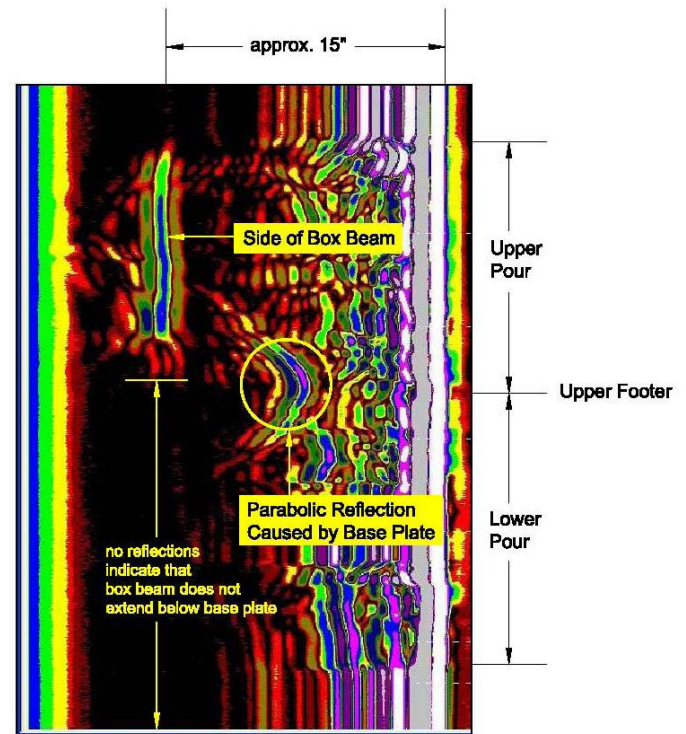 approx. 15"
Side of Box Beam
Upper
Pour
Upper Footer
Parabolic Reflection
Caused by Base Plate
Lower
Pour
no reflections
indicate that
box beam does not
extend below base plate